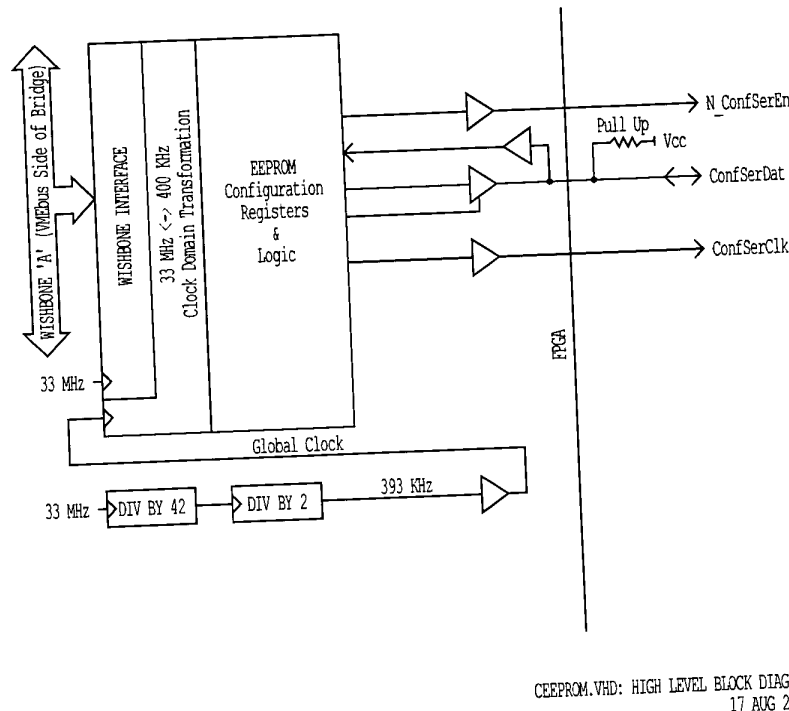 WISHBONE 'A' (VMEbus Side of Bridge)
WISHBONE INTERFACE
33 MHz <-> 400 KHz
Clock Domain Transformation
EEPROM
Configuration
Registers
&
Logic
N_ConfSerEn
Pull Up
Vcc
ConfSerDat
ConfSerClk
FPGA
33 MHz
Global Clock
33 MHz
DIV BY 42
DIV BY 2
393 KHz
CEEPROM.VHD: HIGH LEVEL BLOCK DIAG
17 AUG 2